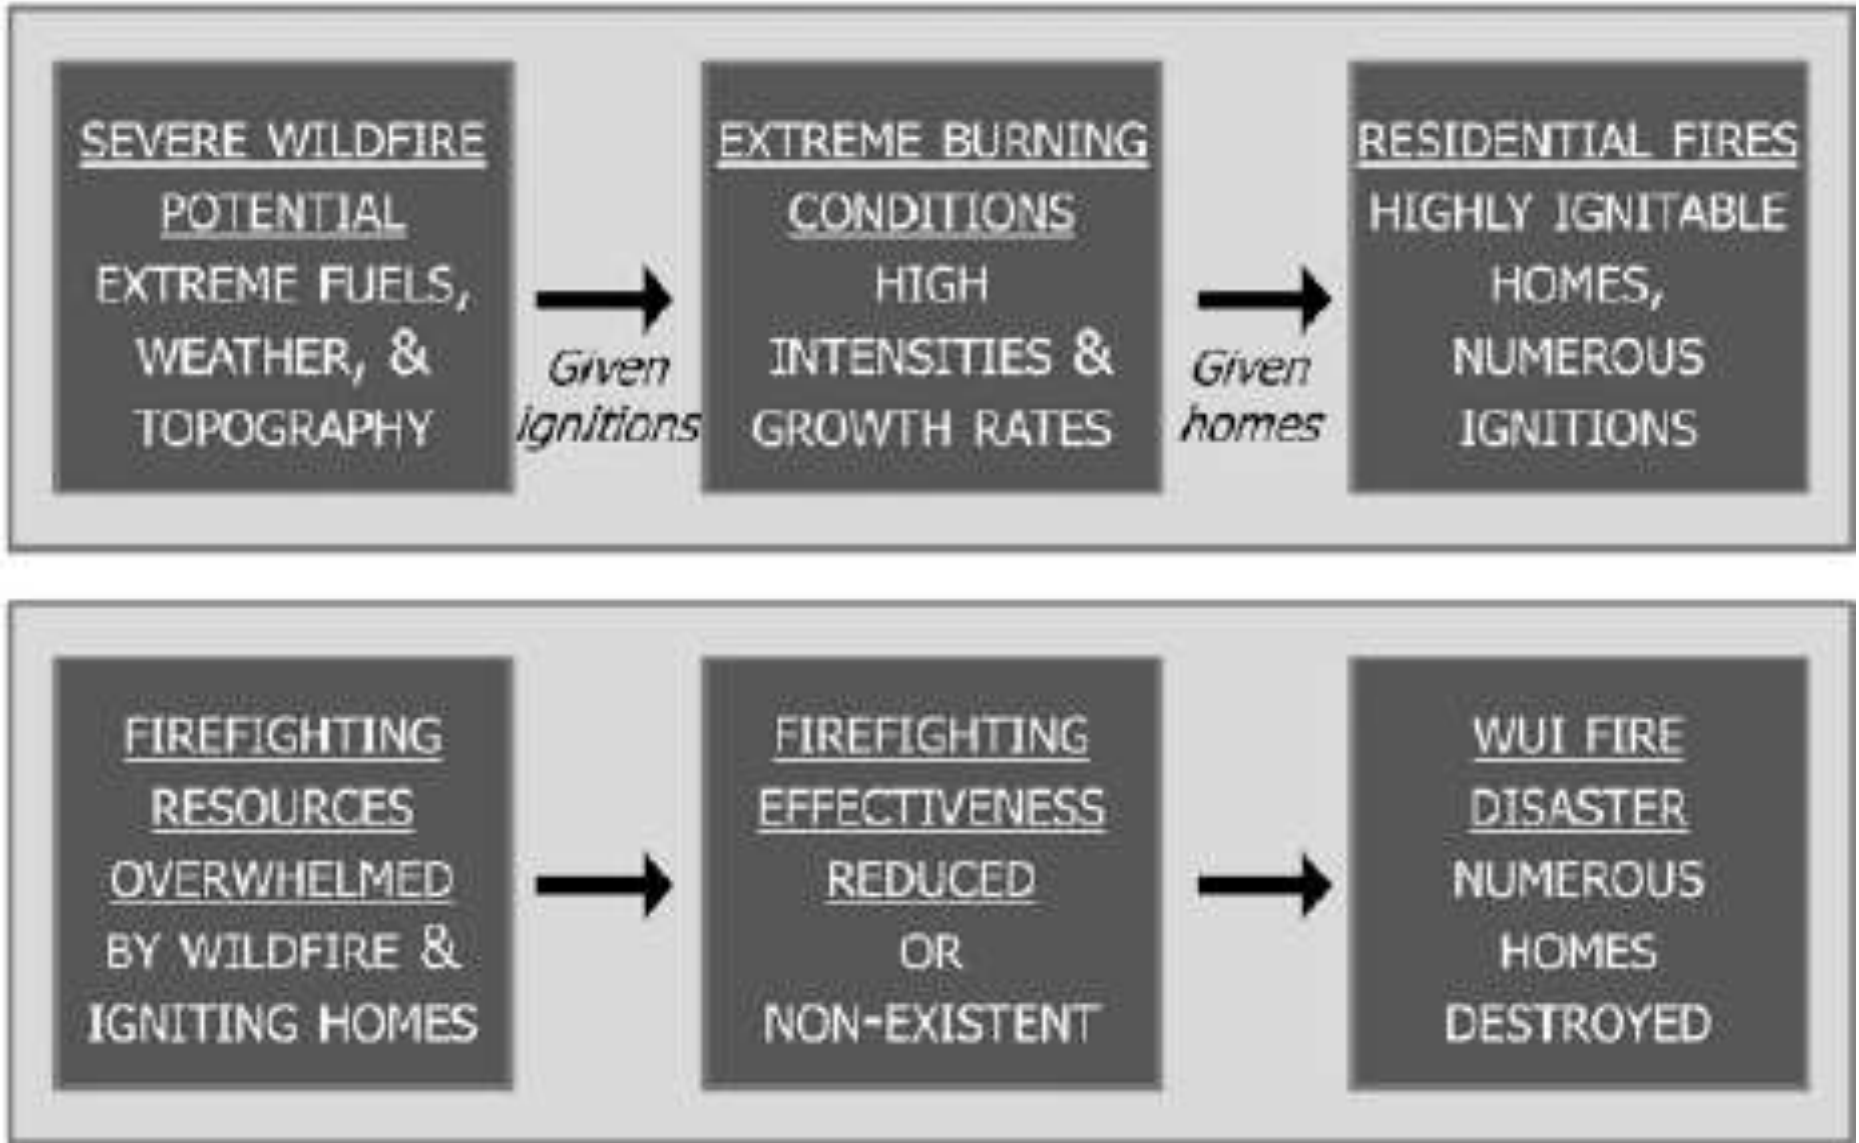 SEVERE WILDFIRE
POTENTIAL
EXTREME FUELS,
WEATHER, &
TOPOGRAPHY
Given
ignitions
EXTREME BURNING
CONDITIONS
HIGH
INTENSITIES &
GROWTH RATES
Given
homes
RESIDENTIAL FIRES
HIGHLY IGNITABLE
HOMES,
NUMEROUS
IGNITIONS
FIREFIGHTING
RESOURCES
OVERWHELMED
BY WILDFIRE &
IGNITING HOMES
FIREFIGHTING
EFFECTIVENESS
REDUCED
OR
NON-EXISTENT
WUI FIRE
DISASTER
NUMEROUS
HOMES
DESTROYED